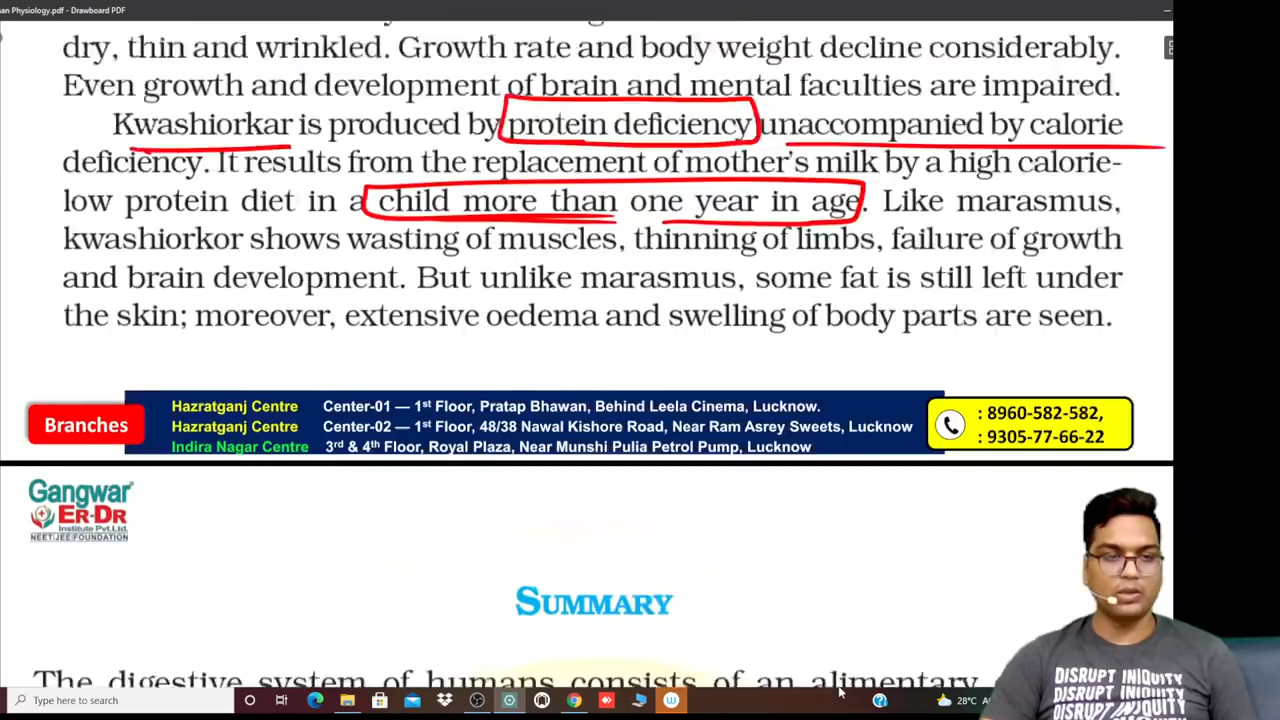 an Physiology.pdf - Drawboard PDF
dry, thin and wrinkled. Growth rate and body weight decline considerably.
Even growth and development of brain and mental faculties are impaired.
Kwashiorkar is produced by protein deficiency unaccompanied by calorie
deficiency. It results from the replacement of mother's milk by a high calorie-
low protein diet in a child more than one year in age. Like marasmus,
kwashiorkor shows wasting of muscles, thinning of limbs, failure of growth
and brain development. But unlike marasmus, some fat is still left under
the skin; moreover, extensive oedema and swelling of body parts are seen.
Branches
Hazratganj Centre Center-01 — 1st Floor, Pratap Bhawan, Behind Leela Cinema, Lucknow.
Hazratganj Centre Center-02 — 1st Floor, 48/38 Nawal Kishore Road, Near Ram Asrey Sweets, Lucknow
Indira Nagar Centre 3rd & 4th Floor, Royal Plaza, Near Munshi Pulia Petrol Pump, Lucknow
: 8960-582-582,
: 9305-77-66-22
Gangwar
ER-DR
Institute Pvt.Ltd.
NEET|JEE|FOUNDATION
SUMMARY
The digestive system of humans consists of an alimentary
DISRUPT INIQUITY
DISRUPT INIQUITY
DISRUPT INIQUITY
Type here to search
28°C